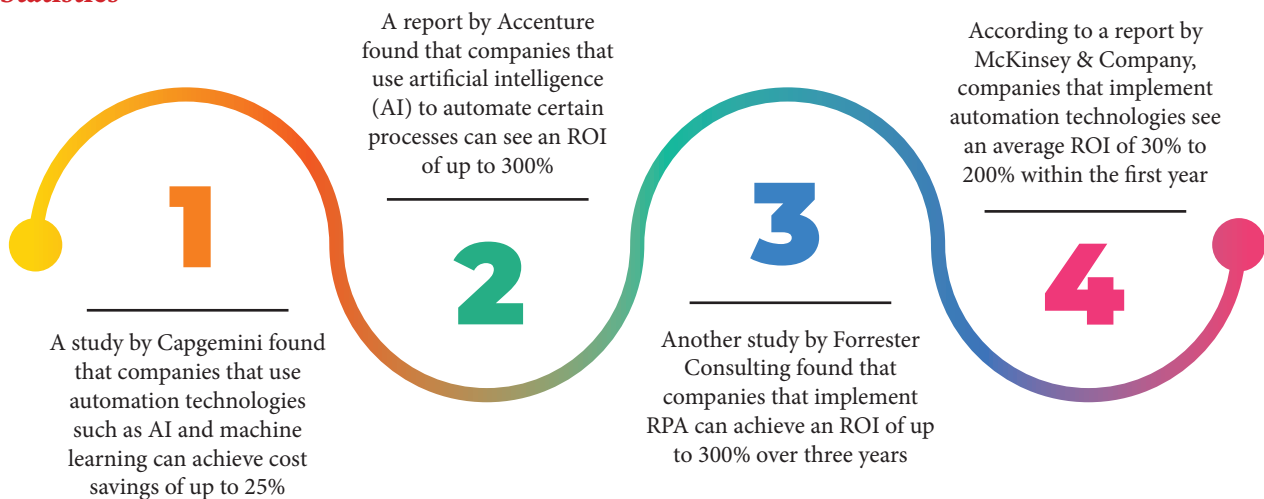 Statistics
1
A study by Capgemini found
that companies that use
automation technologies
such as AI and machine
learning can achieve cost
savings of up to 25%
A report by Accenture
found that companies that
use artificial intelligence
(AI) to automate certain
processes can see an ROI
of up to 300%
2
3
Another study by Forrester
Consulting found that
companies that implement
RPA can achieve an ROI of up
to 300% over three years
According to a report by
McKinsey & Company,
companies that implement
automation technologies see
an average ROI of 30% to
200% within the first year
4